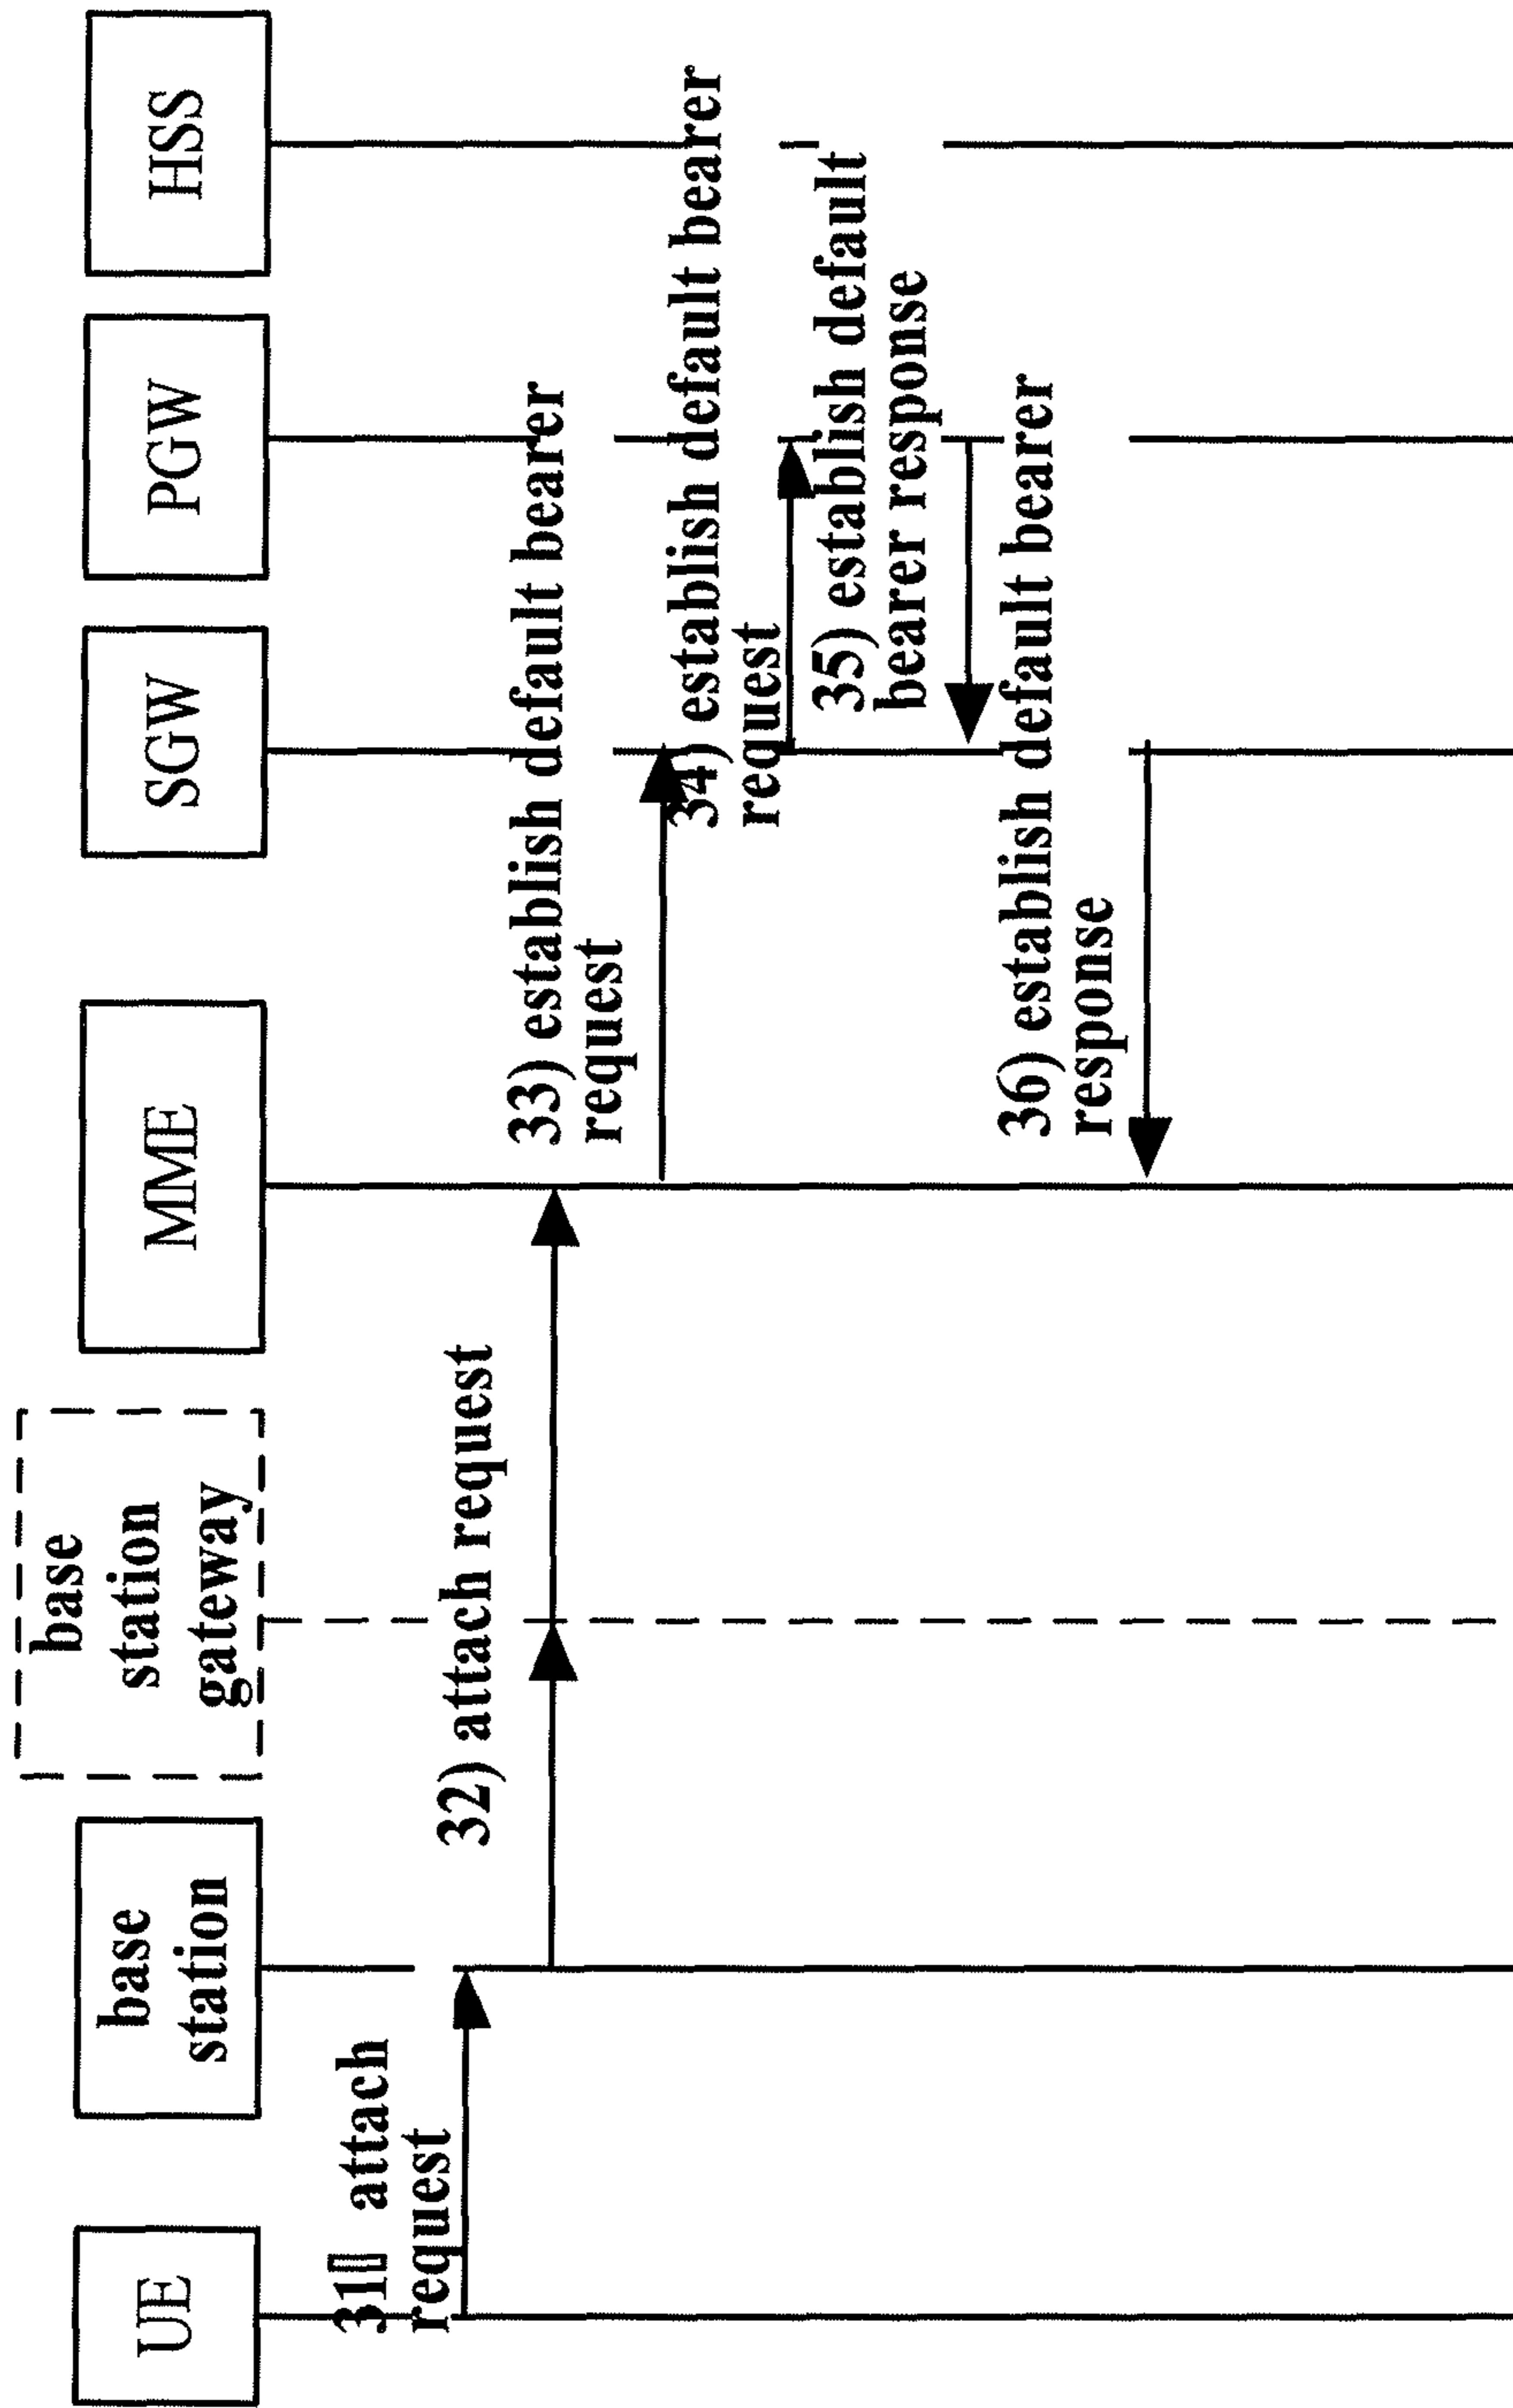 UE
base
station
base
station
gateway
MME
SGW
PGW
HSS
31▯ attach
request
32) attach request
33) establish default bearer
request
34) establish default bearer
request
35) establish default
bearer response
36) establish default bearer
response